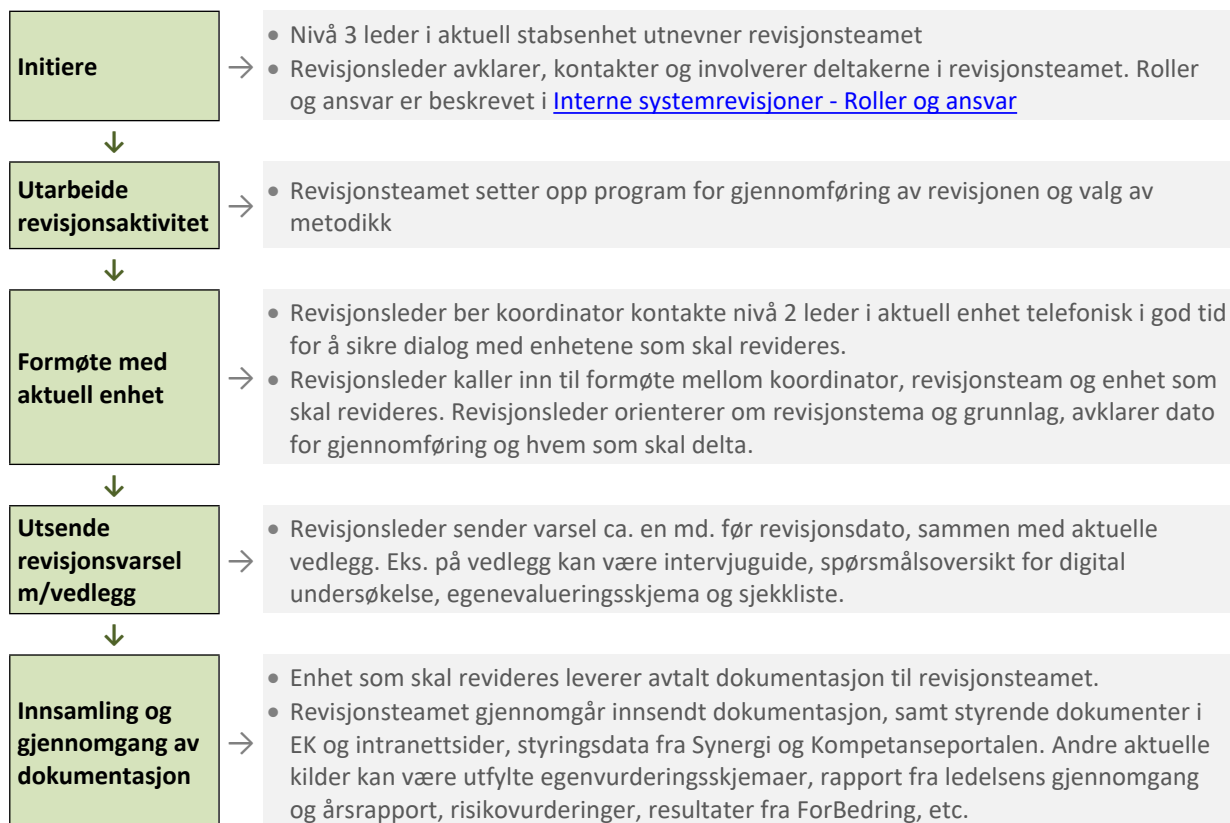 Initiere
→
• Nivå 3 leder i aktuell stabsenhet utnevner revisjonsteamet
• Revisjonsleder avklarer, kontakter og involverer deltakerne i revisjonsteamet. Roller
og ansvar er beskrevet i Interne systemrevisjoner - Roller og ansvar
↓
Utarbeide
revisjonsaktivitet
→
• Revisjonsteamet setter opp program for gjennomføring av revisjonen og valg av
metodikk
↓
Formøte med
aktuell enhet
→
• Revisjonsleder ber koordinator kontakte nivå 2 leder i aktuell enhet telefonisk i god tid
for å sikre dialog med enhetene som skal revideres.
• Revisjonsleder kaller inn til formøte mellom koordinator, revisjonsteam og enhet som
skal revideres. Revisjonsleder orienterer om revisjonstema og grunnlag, avklarer dato
for gjennomføring og hvem som skal delta.
↓
Utsende
revisjonsvarsel
m/vedlegg
→
• Revisjonsleder sender varsel ca. en md. før revisjonsdato, sammen med aktuelle
vedlegg. Eks. på vedlegg kan være intervjuguide, spørsmålsoversikt for digital
undersøkelse, egenevalueringsskjema og sjekkliste.
↓
Innsamling og
gjennomgang av
dokumentasjon
→
• Enhet som skal revideres leverer avtalt dokumentasjon til revisjonsteamet.
• Revisjonsteamet gjennomgår innsendt dokumentasjon, samt styrende dokumenter i
EK og intranettsider, styringsdata fra Synergi og Kompetanseportalen. Andre aktuelle
kilder kan være utfylte egenvurderingsskjemaer, rapport fra ledelsens gjennomgang
og årsrapport, risikovurderinger, resultater fra ForBedring, etc.